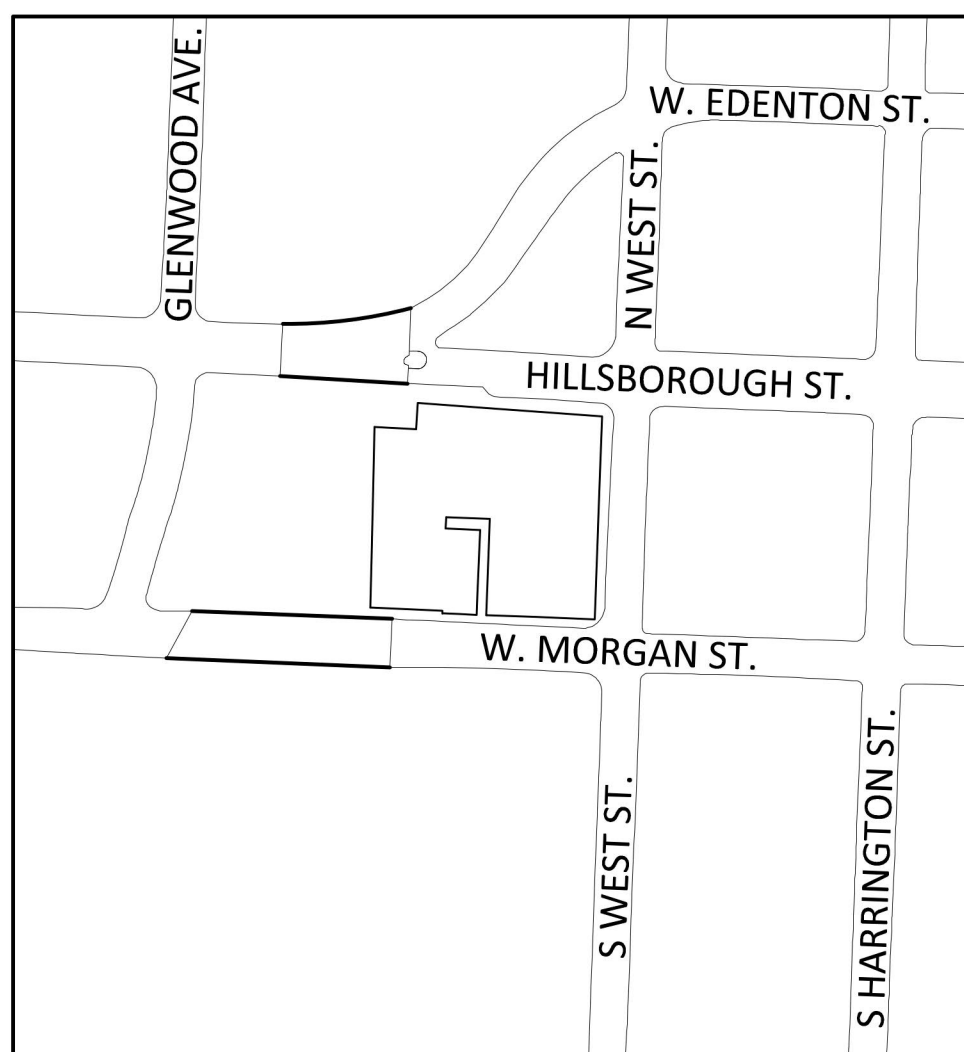 GLENWOOD AVE.
W. EDENTON ST.
N WEST ST.
HILLSBOROUGH ST.
W. MORGAN ST.
S WEST ST.
S HARRINGTON ST.